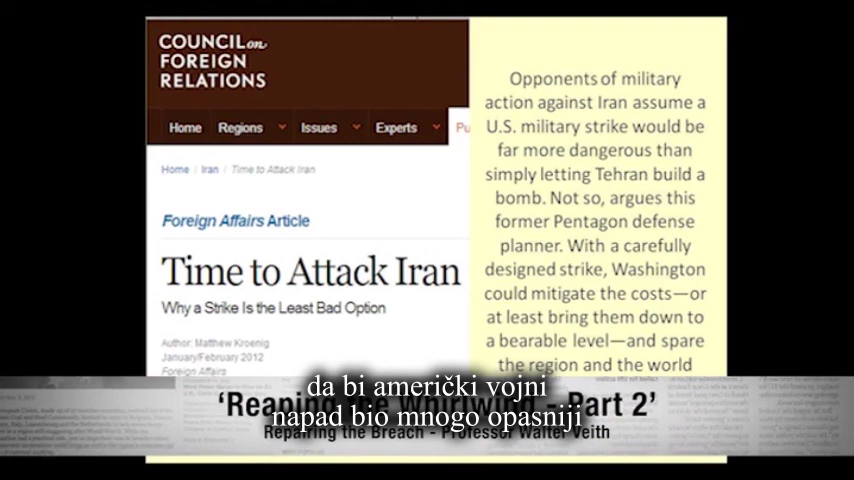 COUNCIL on
FOREIGN
RELATIONS
Home Regions Issues Experts Pu
Home / Iran / Time to Attack Iran
Foreign Affairs Article
Time to Attack Iran
Why a Strike Is the Least Bad Option
Author: Matthew Kroenig
January/February 2012
Foreign Affairs
Opponents of military
action against Iran assume a
U.S. military strike would be
far more dangerous than
simply letting Tehran build a
bomb. Not so, argues this
former Pentagon defense
planner. With a carefully
designed strike, Washington
could mitigate the costs—or
at least bring them down to
a bearable level—and spare
the region and the world
da bi američki vojni
napad bio mnogo opasniji
'Reaping the Whirlwind - Part 2'
Repairing the Breach - Professor Walter Veith